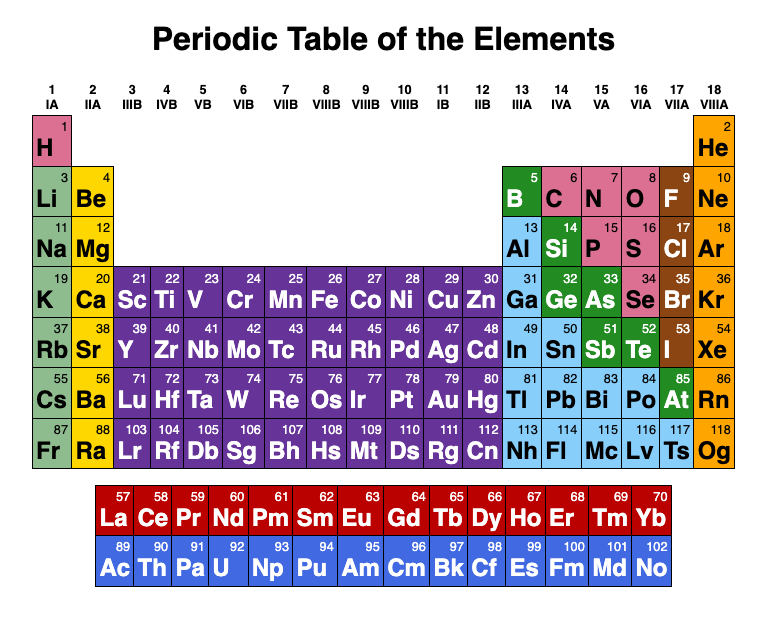 Periodic Table of the Elements
1 2 3 4 5 6 7 8 9 10 11 12 13 14 15 16 17 18
IA IIA IIIB IVB VB VIB VIIB VIIIB VIIIB VIIIB IB IIB IIIA IVA VA VIA VIIA VIIIA
1 2
H He
3 4 5 6 7 8 9 10
Li Be B C N O F Ne
11 12 13 14 15 16 17 18
Na Mg Al Si P S Cl Ar
19 20 21 22 23 24 25 26 27 28 29 30 31 32 33 34 35 36
K Ca Sc Ti V Cr Mn Fe Co Ni Cu Zn Ga Ge As Se Br Kr
37 38 39 40 41 42 43 44 45 46 47 48 49 50 51 52 53 54
Rb Sr Y Zr Nb Mo Tc Ru Rh Pd Ag Cd In Sn Sb Te I Xe
55 56 71 72 73 74 75 76 77 78 79 80 81 82 83 84 85 86
Cs Ba Lu Hf Ta W Re Os Ir Pt Au Hg Tl Pb Bi Po At Rn
87 88 103 104 105 106 107 108 109 110 111 112 113 114 115 116 117 118
Fr Ra Lr Rf Db Sg Bh Hs Mt Ds Rg Cn Nh Fl Mc Lv Ts Og
57 58 59 60 61 62 63 64 65 66 67 68 69 70
La Ce Pr Nd Pm Sm Eu Gd Tb Dy Ho Er Tm Yb
89 90 91 92 93 94 95 96 97 98 99 100 101 102
Ac Th Pa U Np Pu Am Cm Bk Cf Es Fm Md No